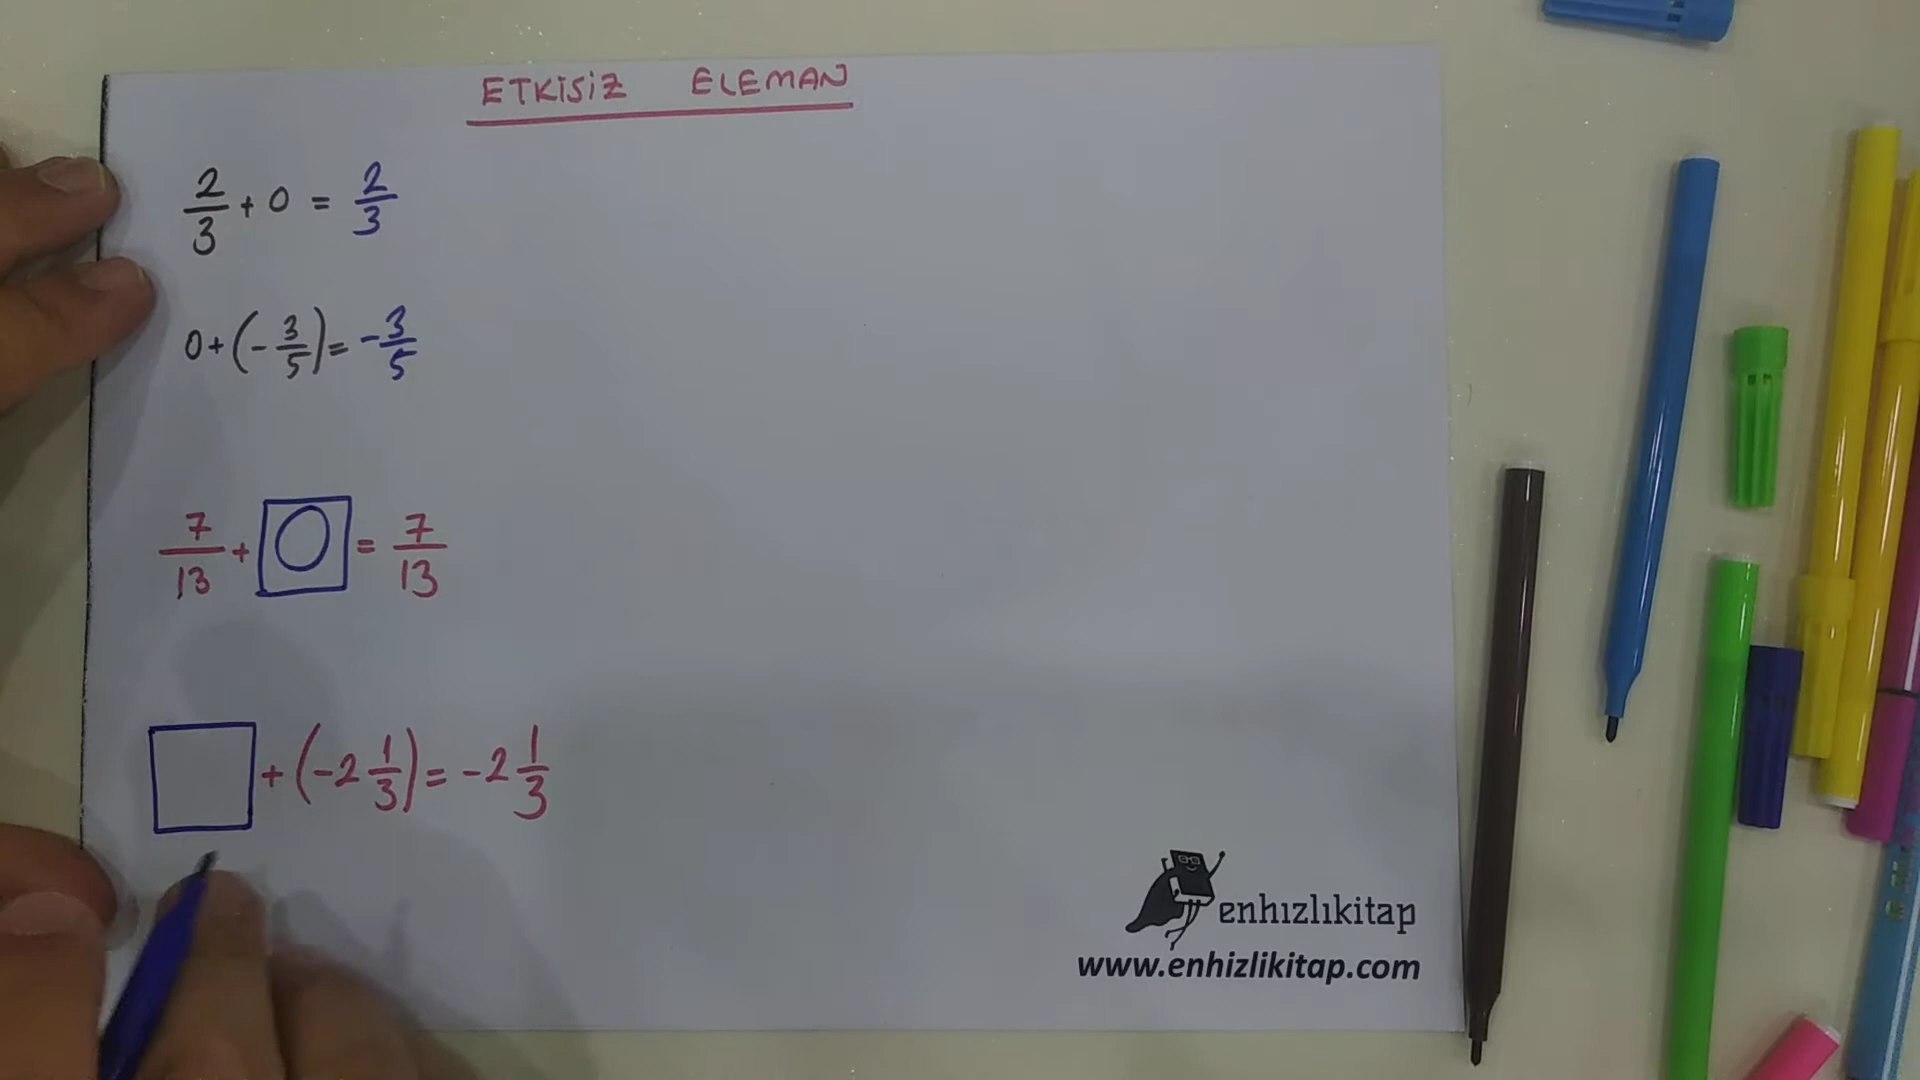 ETKİSİZ ELEMAN
2/3 + 0 = 2/3
0 + (-3/5) = -3/5
7/13 + 0 = 7/13
+ (-2 1/3) = -2 1/3
enhızlıkitap
www.enhizlikitap.com